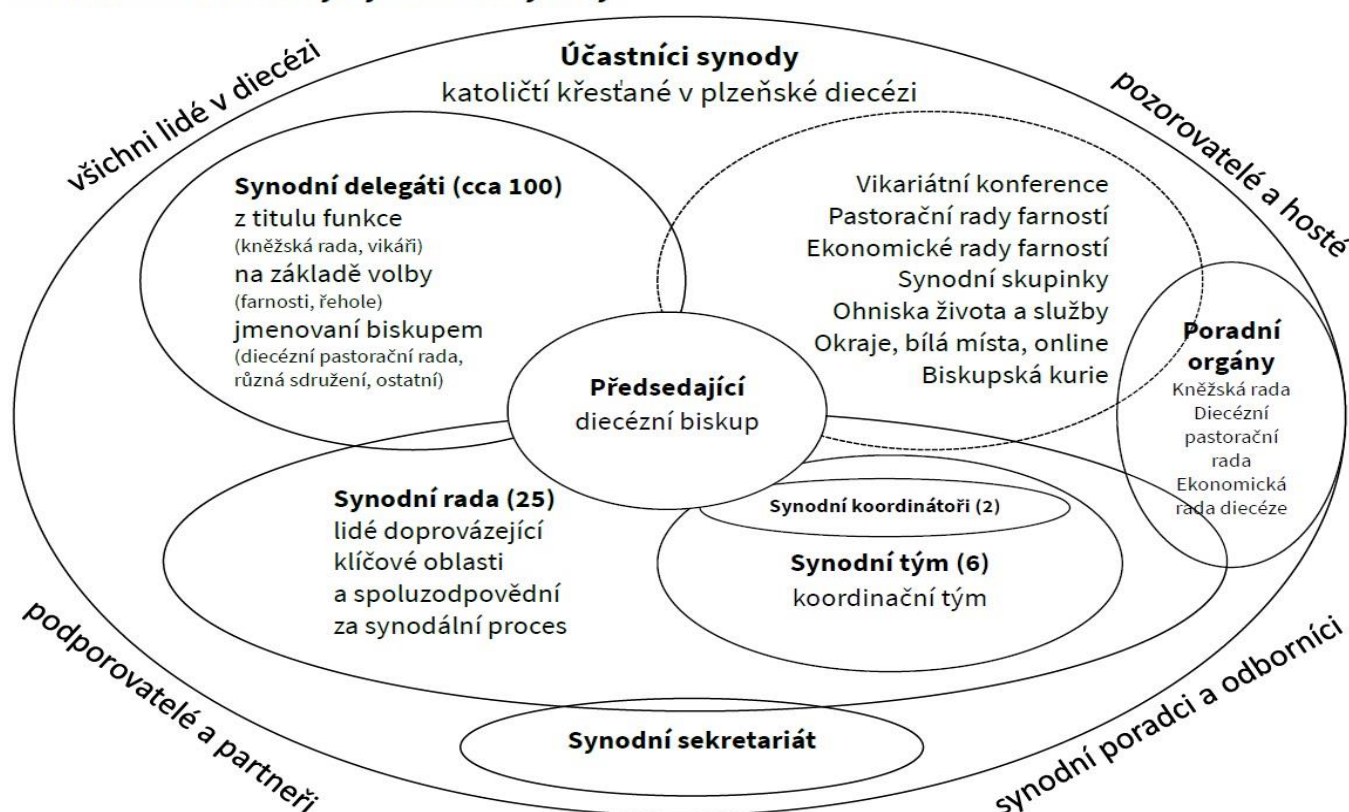 Účastníci synody
katoličtí křesťané v plzeňské diecézi
všichni lidé v diecézi
pozorovatelé a hosté
Synodní delegáti (cca 100)
z titulu funkce
(kněžská rada, vikáři)
na základě volby
(farnosti, řehole)
jmenovaní biskupem
(diecézní pastorační rada,
různá sdružení, ostatní)
Vikariátní konference
Pastorační rady farností
Ekonomické rady farností
Synodní skupinky
Ohniska života a služby
Okraje, bílá místa, online
Biskupská kurie
Poradní
orgány
Kněžská rada
Diecézní
pastorační
rada
Ekonomická
rada diecéze
Předsedající
diecézní biskup
Synodní rada (25)
lidé doprovázející
klíčové oblasti
a spoluzodpovědní
za synodální proces
Synodní koordinátoři (2)
Synodní tým (6)
koordinační tým
Synodní sekretariát
podporovatelé a partneři
synodní poradci a odborníci